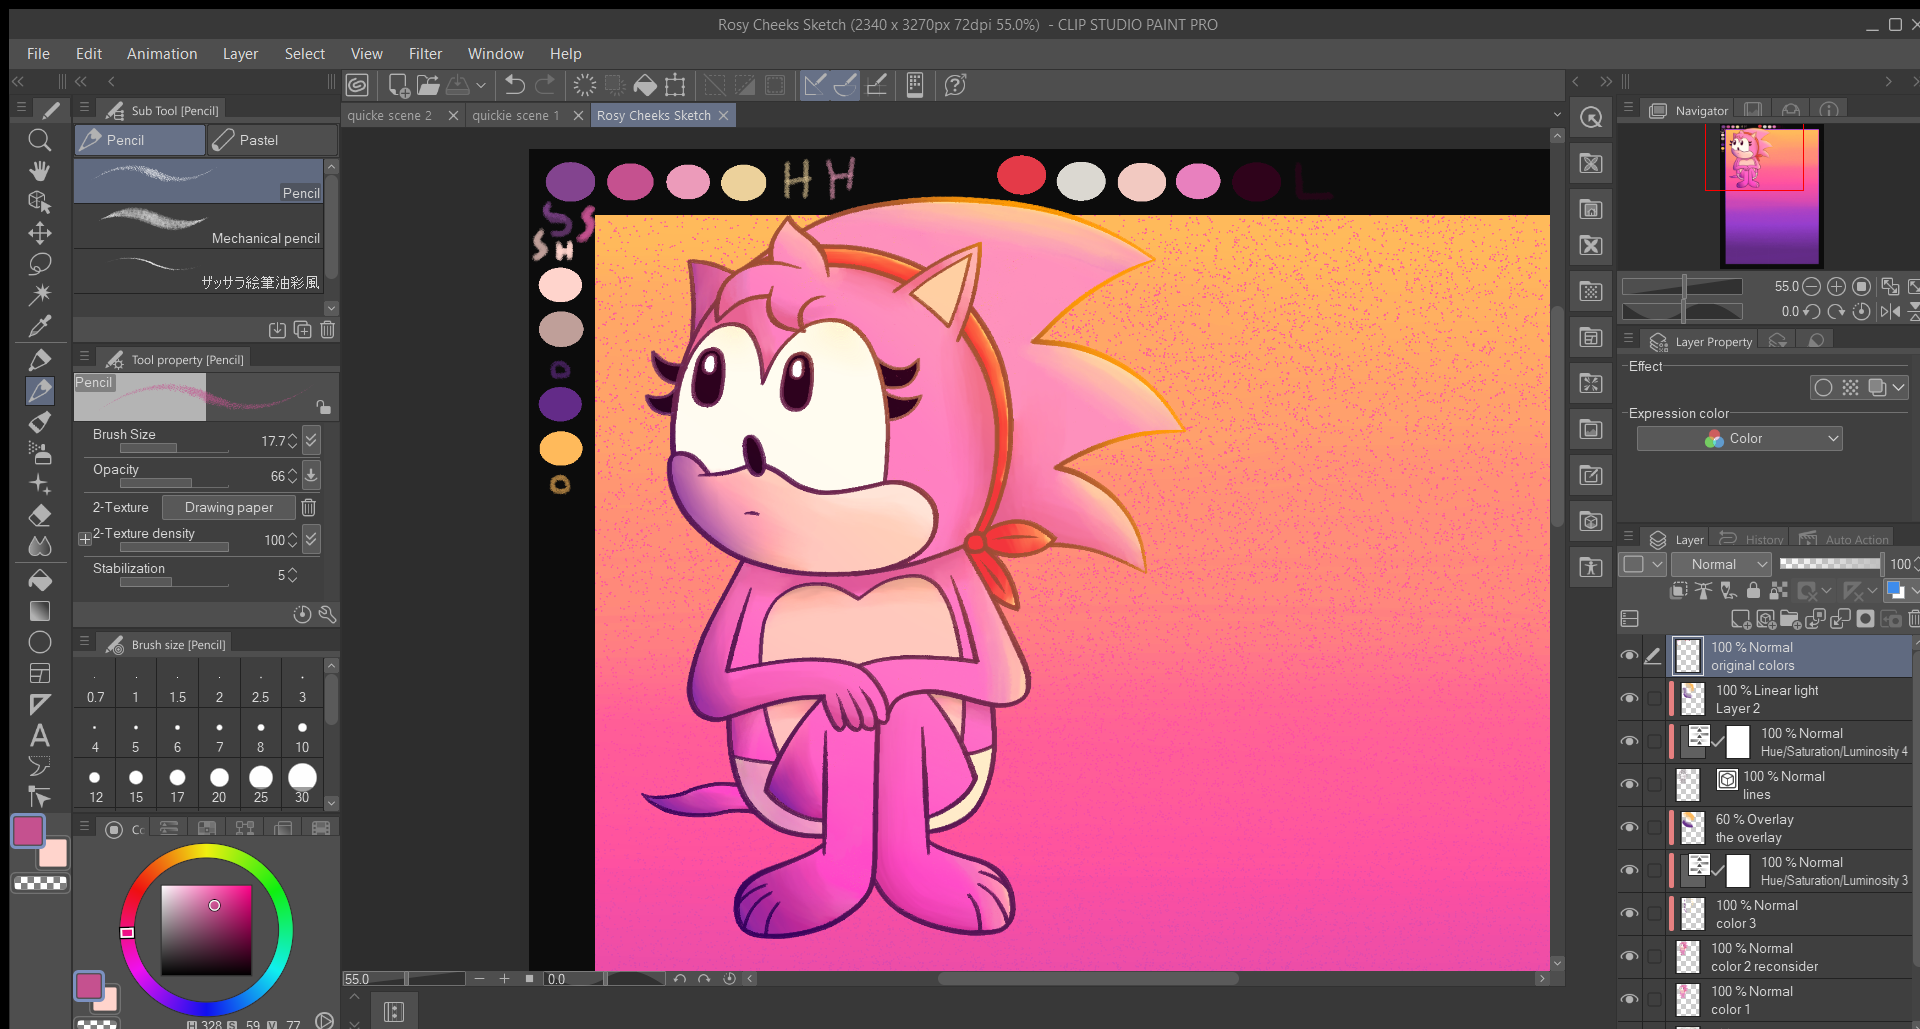 Rosy Cheeks Sketch (2340 x 3270px 72dpi 55.0%) - CLIP STUDIO PAINT PRO
File Edit Animation Layer Select View Filter Window Help
Sub Tool [Pencil]
Pencil Pastel
Pencil
Mechanical pencil
ザッサラ絵筆油彩風
Tool property [Pencil]
Pencil
Brush Size 17.7
Opacity 66
2-Texture Drawing paper
2-Texture density 100
Stabilization 5
Brush size [Pencil]
0.7 1 1.5 2 2.5 3
4 5 6 7 8 10
12 15 17 20 25 30
H 328 S 59 V 77
quicke scene 2 quickie scene 1 Rosy Cheeks Sketch
H H L
S S
S H
55.0 0.0
Navigator
55.0
0.0
Layer Property
Effect
Expression color
Color
Layer History Auto Action
Normal 100
100 % Normal
original colors
100 % Linear light
Layer 2
100 % Normal
Hue/Saturation/Luminosity 4
100 % Normal
lines
60 % Overlay
the overlay
100 % Normal
Hue/Saturation/Luminosity 3
100 % Normal
color 3
100 % Normal
color 2 reconsider
100 % Normal
color 1